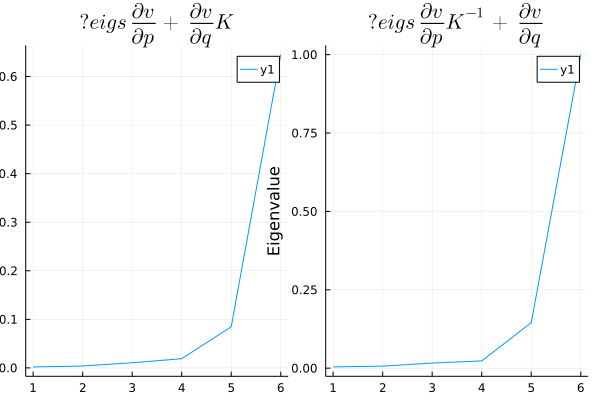 ?eigs ∂v/∂p + ∂v/∂q K
0.6
0.5
0.4
0.3
0.2
0.1
0.0
1 2 3 4 5 6
y1
?eigs ∂v/∂p K⁻¹ + ∂v/∂q
Eigenvalue
1.00
0.75
0.50
0.25
0.00
1 2 3 4 5 6
y1